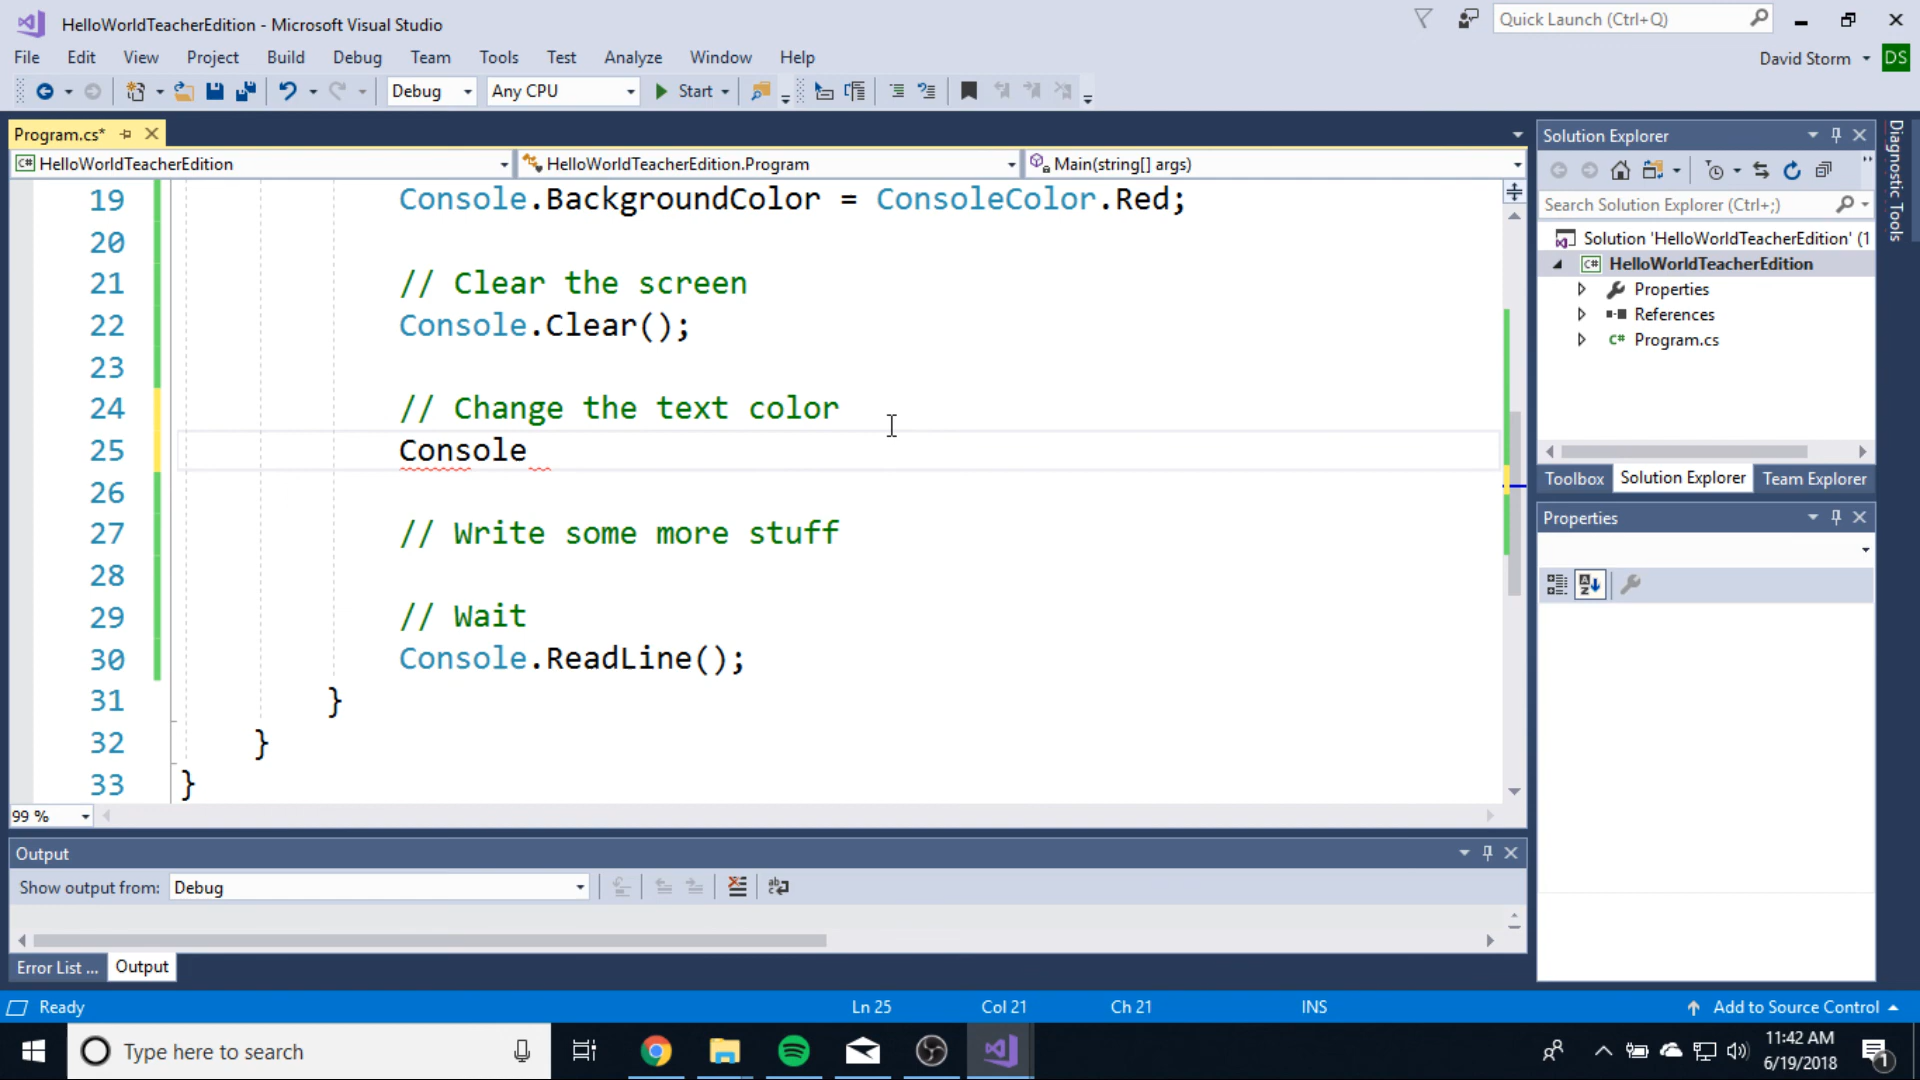 HelloWorldTeacherEdition - Microsoft Visual Studio
Quick Launch (Ctrl+Q)
File Edit View Project Build Debug Team Tools Test Analyze Window Help
David Storm
DS
Debug
Any CPU
Start
Program.cs*
HelloWorldTeacherEdition
HelloWorldTeacherEdition.Program
Main(string[] args)
19 Console.BackgroundColor = ConsoleColor.Red;
20
21 // Clear the screen
22 Console.Clear();
23
24 // Change the text color
25 Console
26
27 // Write some more stuff
28
29 // Wait
30 Console.ReadLine();
31 }
32 }
33 }
99 %
Output
Show output from: Debug
Error List ...
Output
Solution Explorer
Search Solution Explorer (Ctrl+;)
Solution 'HelloWorldTeacherEdition' (1
C# HelloWorldTeacherEdition
Properties
References
C# Program.cs
Toolbox
Solution Explorer
Team Explorer
Properties
Diagnostic Tools
Ready
Ln 25
Col 21
Ch 21
INS
Add to Source Control
Type here to search
11:42 AM
6/19/2018
1